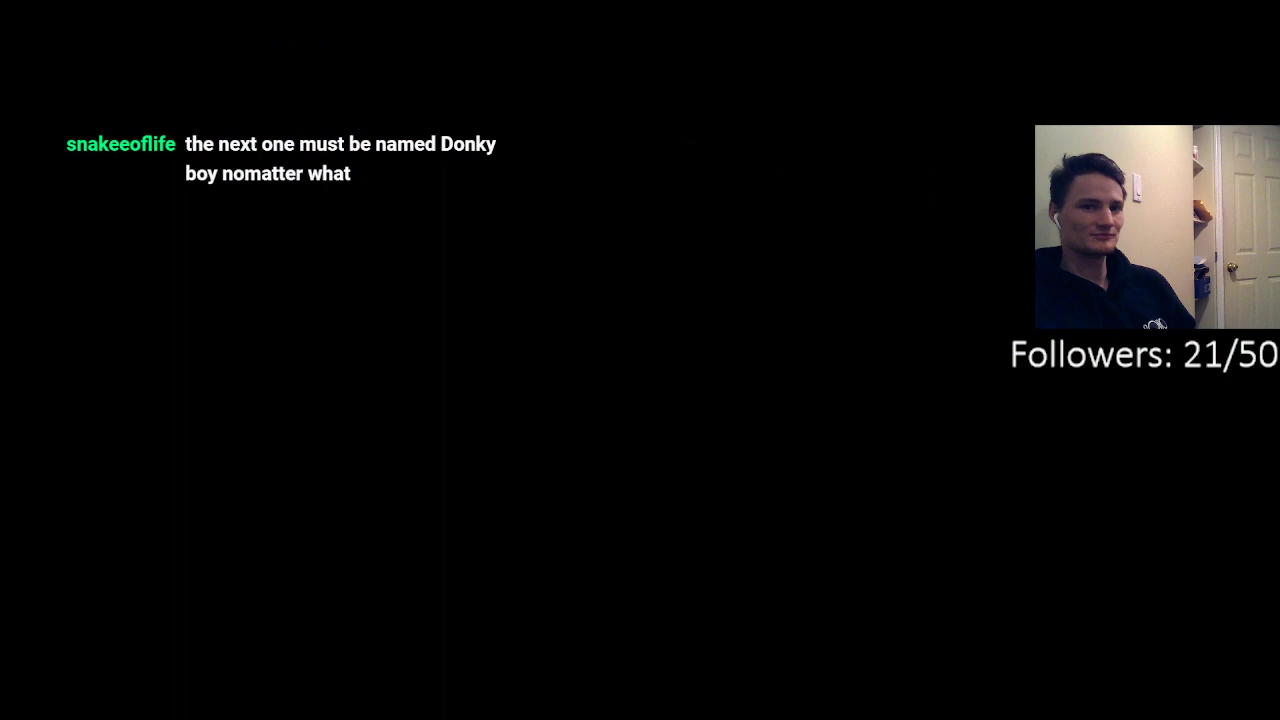 snakeeoflife the next one must be named Donky
boy nomatter what
Followers: 21/50